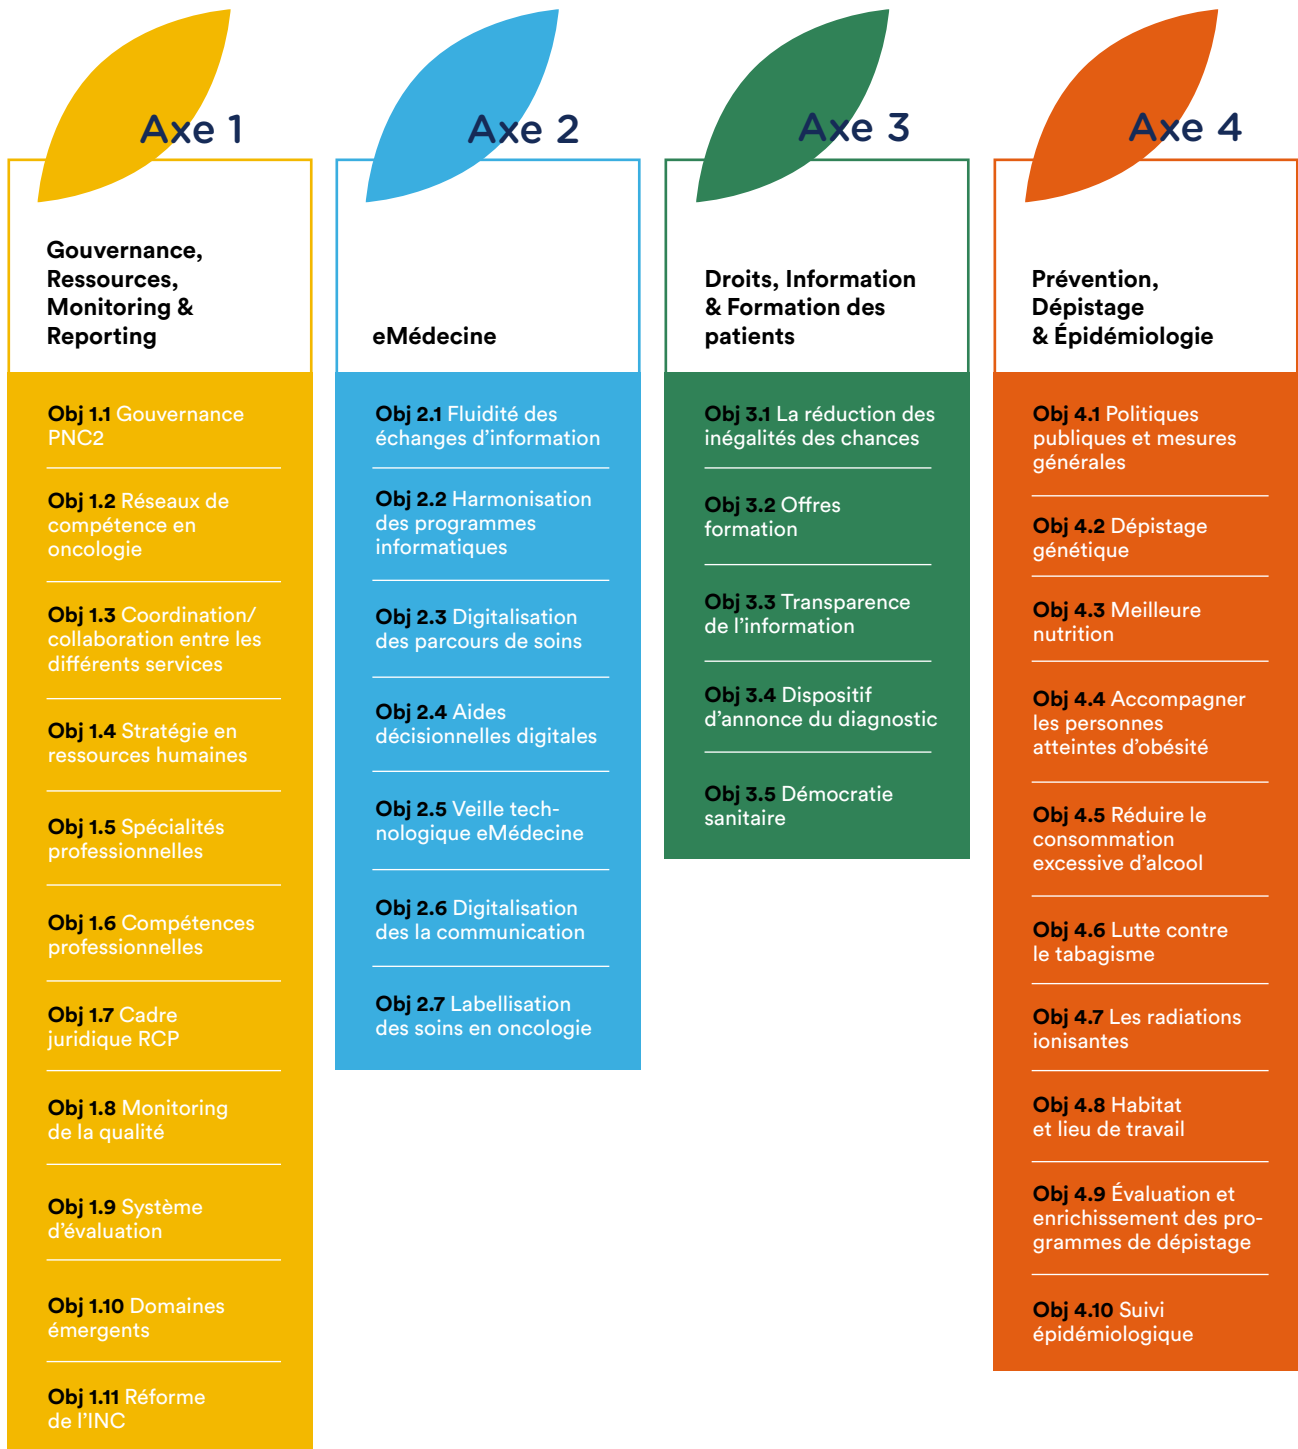 Axe 1
Gouvernance,
Ressources,
Monitoring &
Reporting
Obj 1.1 Gouvernance
PNC2
Obj 1.2 Réseaux de
compétence en
oncologie
Obj 1.3 Coordination/
collaboration entre les
différents services
Obj 1.4 Stratégie en
ressources humaines
Obj 1.5 Spécialités
professionnelles
Obj 1.6 Compétences
professionnelles
Obj 1.7 Cadre
juridique RCP
Obj 1.8 Monitoring
de la qualité
Obj 1.9 Système
d'évaluation
Obj 1.10 Domaines
émergents
Obj 1.11 Réforme
de l'INC
Axe 2
eMédecine
Obj 2.1 Fluidité des
échanges d'information
Obj 2.2 Harmonisation
des programmes
informatiques
Obj 2.3 Digitalisation
des parcours de soins
Obj 2.4 Aides
décisionnelles digitales
Obj 2.5 Veille tech-
nologique eMédecine
Obj 2.6 Digitalisation
des la communication
Obj 2.7 Labellisation
des soins en oncologie
Axe 3
Droits, Information
& Formation des
patients
Obj 3.1 La réduction des
inégalités des chances
Obj 3.2 Offres
formation
Obj 3.3 Transparence
de l'information
Obj 3.4 Dispositif
d'annonce du diagnostic
Obj 3.5 Démocratie
sanitaire
Axe 4
Prévention,
Dépistage
& Épidémiologie
Obj 4.1 Politiques
publiques et mesures
générales
Obj 4.2 Dépistage
génétique
Obj 4.3 Meilleure
nutrition
Obj 4.4 Accompagner
les personnes
atteintes d'obésité
Obj 4.5 Réduire le
consommation
excessive d'alcool
Obj 4.6 Lutte contre
le tabagisme
Obj 4.7 Les radiations
ionisantes
Obj 4.8 Habitat
et lieu de travail
Obj 4.9 Évaluation et
enrichissement des pro-
grammes de dépistage
Obj 4.10 Suivi
épidémiologique